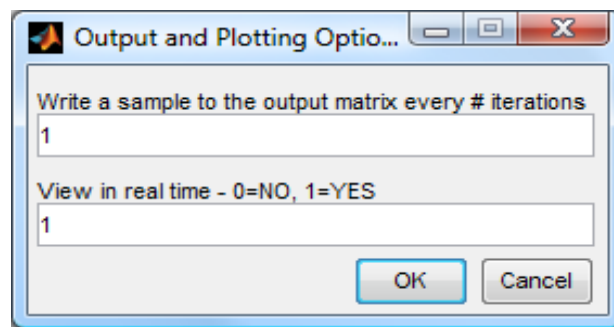 Output and Plotting Optio...
Write a sample to the output matrix every # iterations
1
View in real time - 0=NO, 1=YES
1
OK Cancel